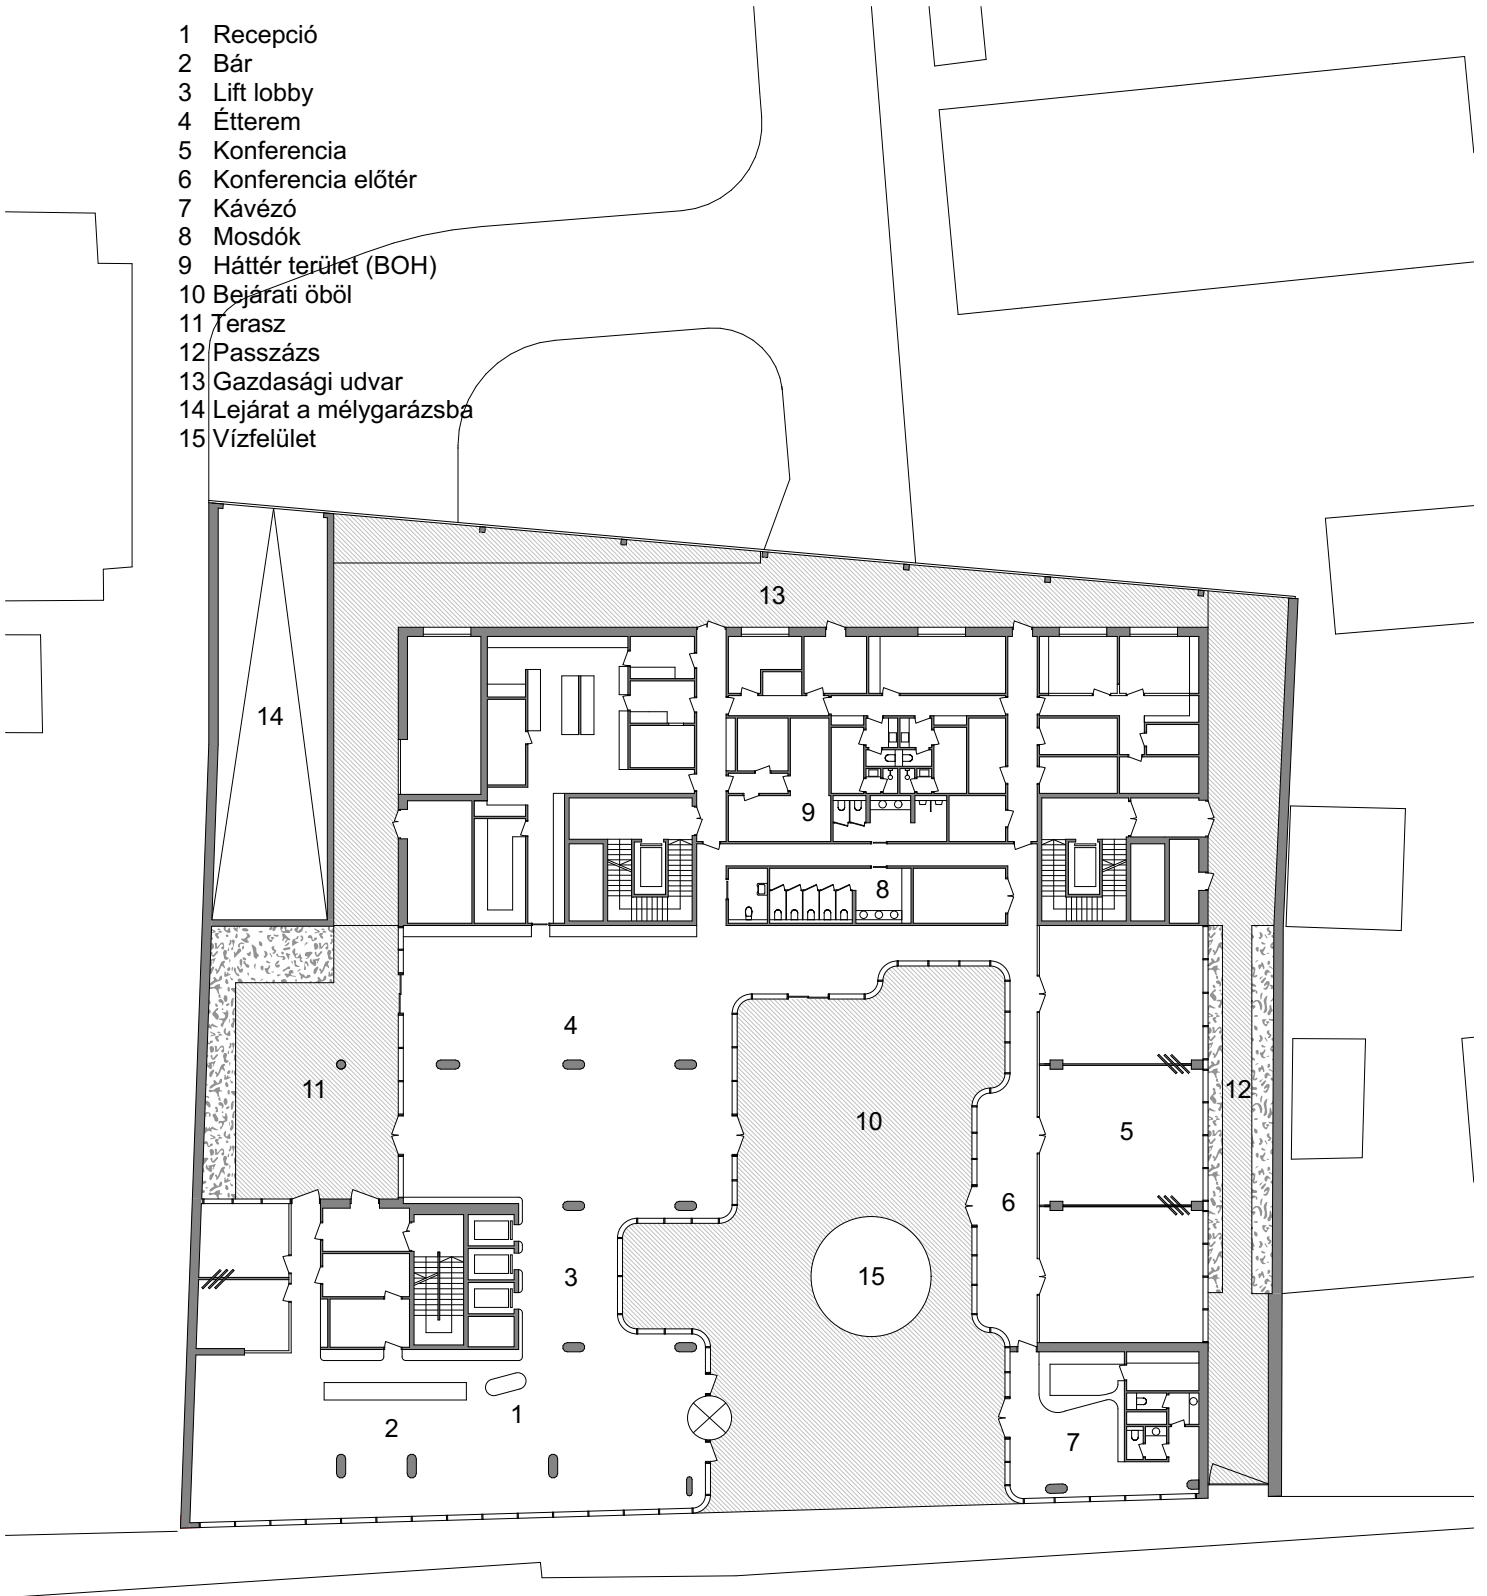 1 Recepció
2 Bár
3 Lift lobby
4 Étterem
5 Konferencia
6 Konferencia előtér
7 Kávézó
8 Mosdók
9 Háttér terület (BOH)
10 Bejárati öböl
11 Terasz
12 Passzázs
13 Gazdasági udvar
14 Lejárat a mélygarázsba
15 Vízfelület
13
14
9
8
4
11
10
12
5
6
3
15
1
2
7